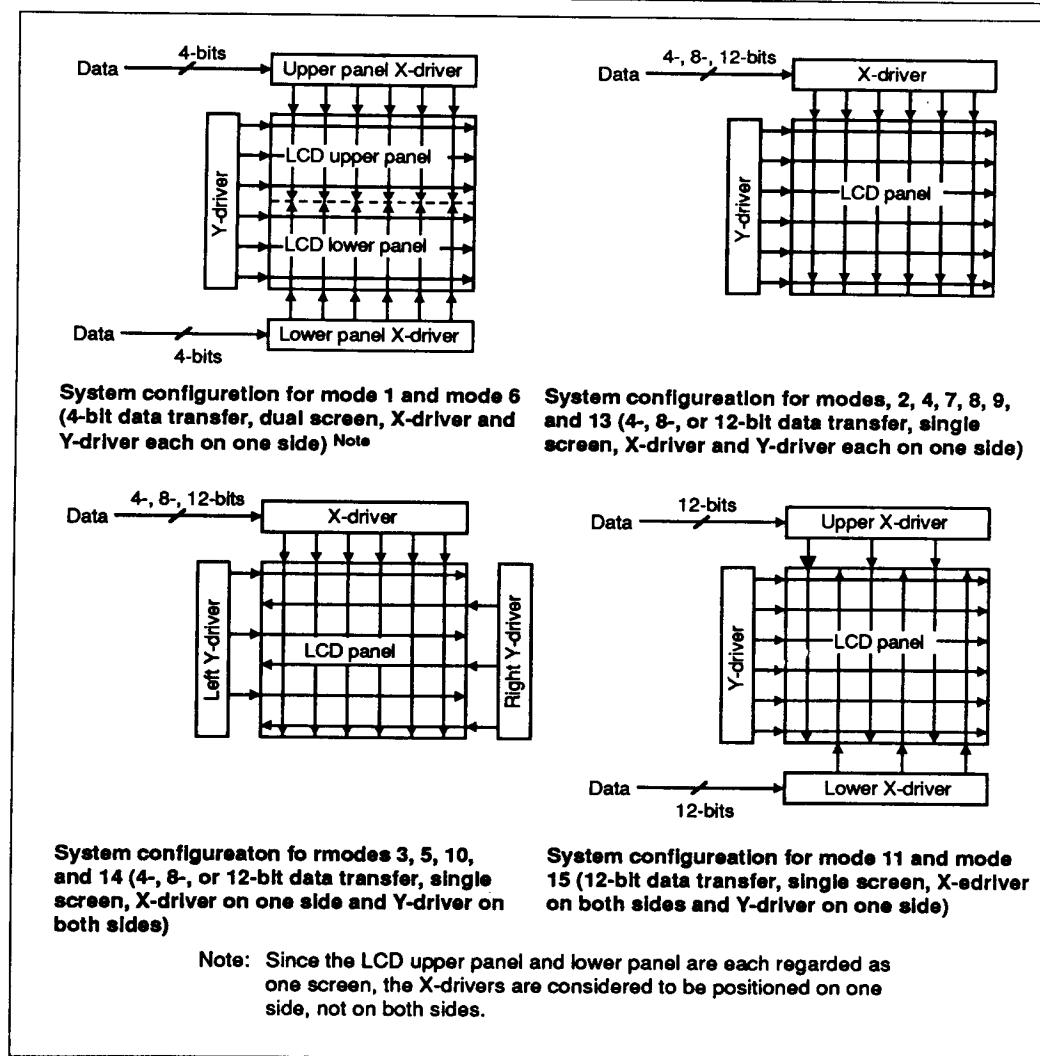 4-bits
Data
Upper panel X-driver
Y-driver
LCD upper panel
LCD lower panel
Data
Lower panel X-driver
4-bits
System configuretion for mode 1 and mode 6
(4-bit data transfer, dual screen, X-driver and
Y-driver each on one side) Note
4-, 8-, 12-bits
Data
X-driver
Y-driver
LCD panel
System configureation for modes, 2, 4, 7, 8, 9,
and 13 (4-, 8-, or 12-bit data transfer, single
screen, X-driver and Y-driver each on one side)
4-, 8-, 12-bits
Data
X-driver
Left Y-driver
LCD panel
Right Y-driver
System configureaton fo rmodes 3, 5, 10,
and 14 (4-, 8-, or 12-bit data transfer, single
screen, X-driver on one side and Y-driver on
both sides)
12-bits
Data
Upper X-driver
Y-driver
LCD panel
Data
Lower X-driver
12-bits
System configureation for mode 11 and mode
15 (12-bit data transfer, single screen, X-edriver
on both sides and Y-driver on one side)
Note: Since the LCD upper panel and lower panel are each regarded as
one screen, the X-drivers are considered to be positioned on one
side, not on both sides.